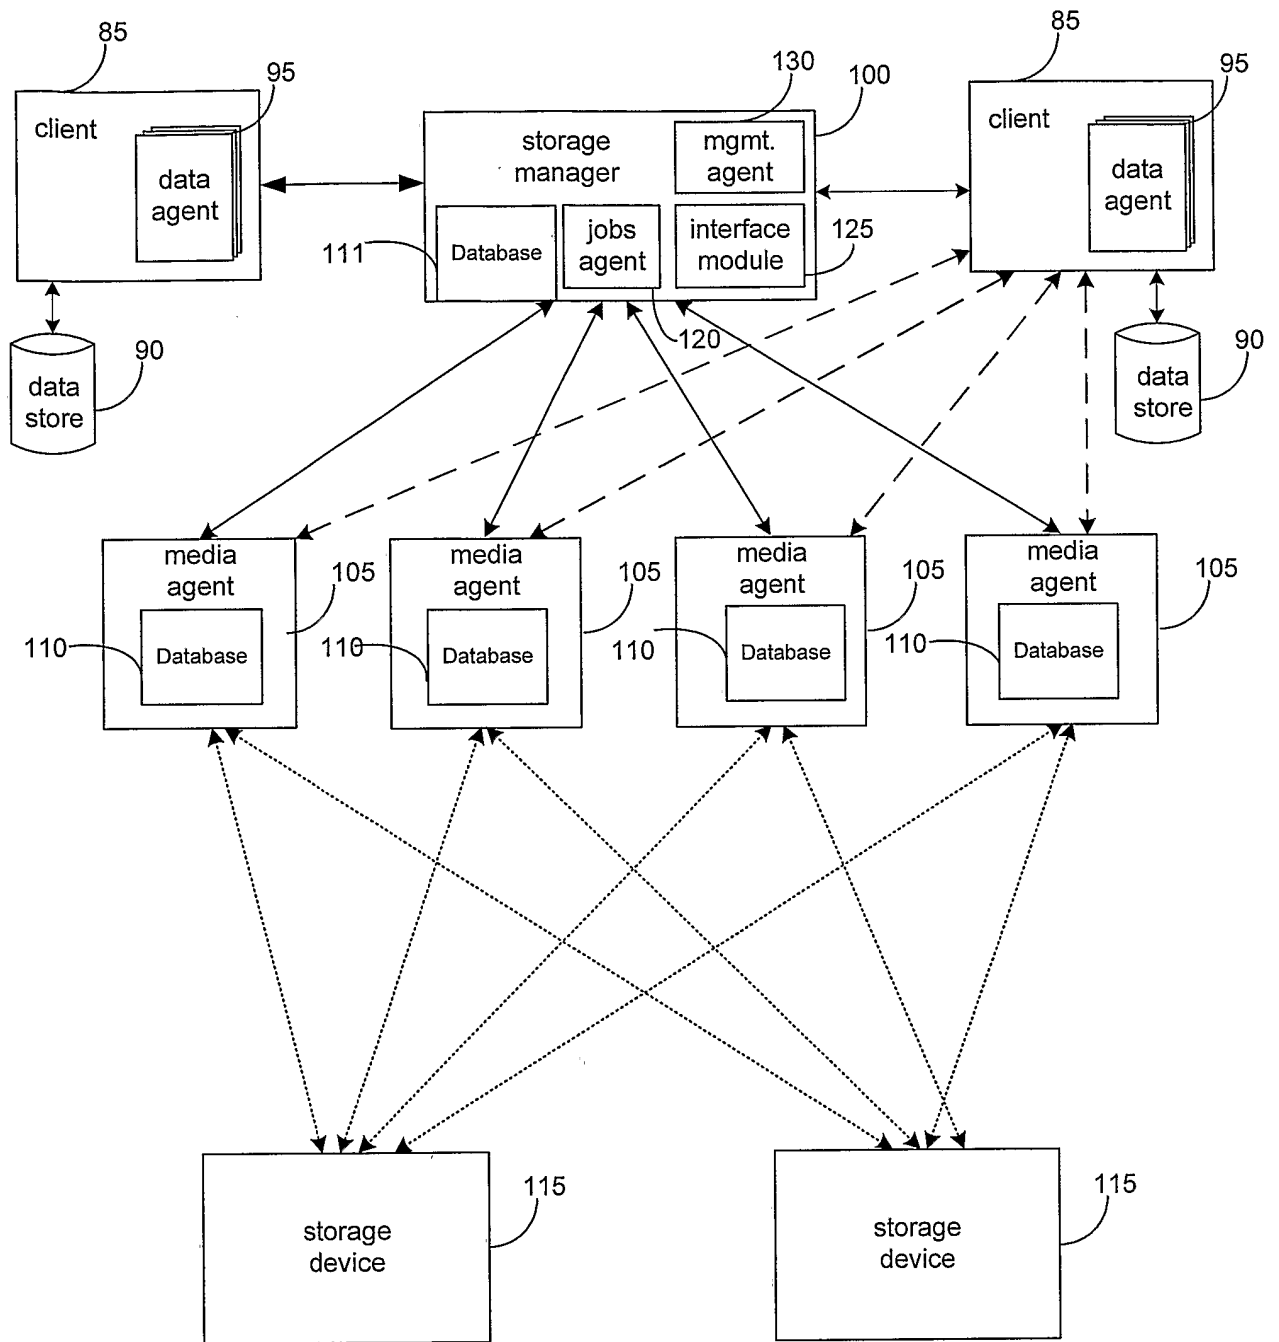 85
95
client
data
agent
90
data
store
130
100
storage
manager
mgmt.
agent
111
Database
jobs
agent
120
interface
module
125
85
95
client
data
agent
90
data
store
media
agent
105
110
Database
media
agent
105
110
Database
media
agent
105
110
Database
media
agent
105
110
Database
storage
device
115
storage
device
115